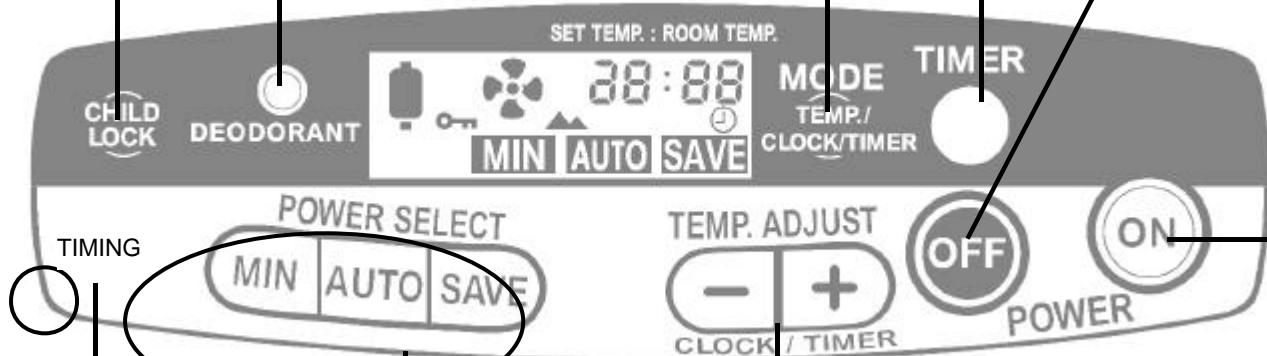 SET TEMP. : ROOM TEMP.
CHILD
LOCK
DEODORANT
28:88
MIN AUTO SAVE
MODE
TEMP./
CLOCK/TIMER
TIMER
POWER SELECT
MIN AUTO SAVE
TIMING
TEMP. ADJUST
- +
CLOCK / TIMER
OFF
ON
POWER